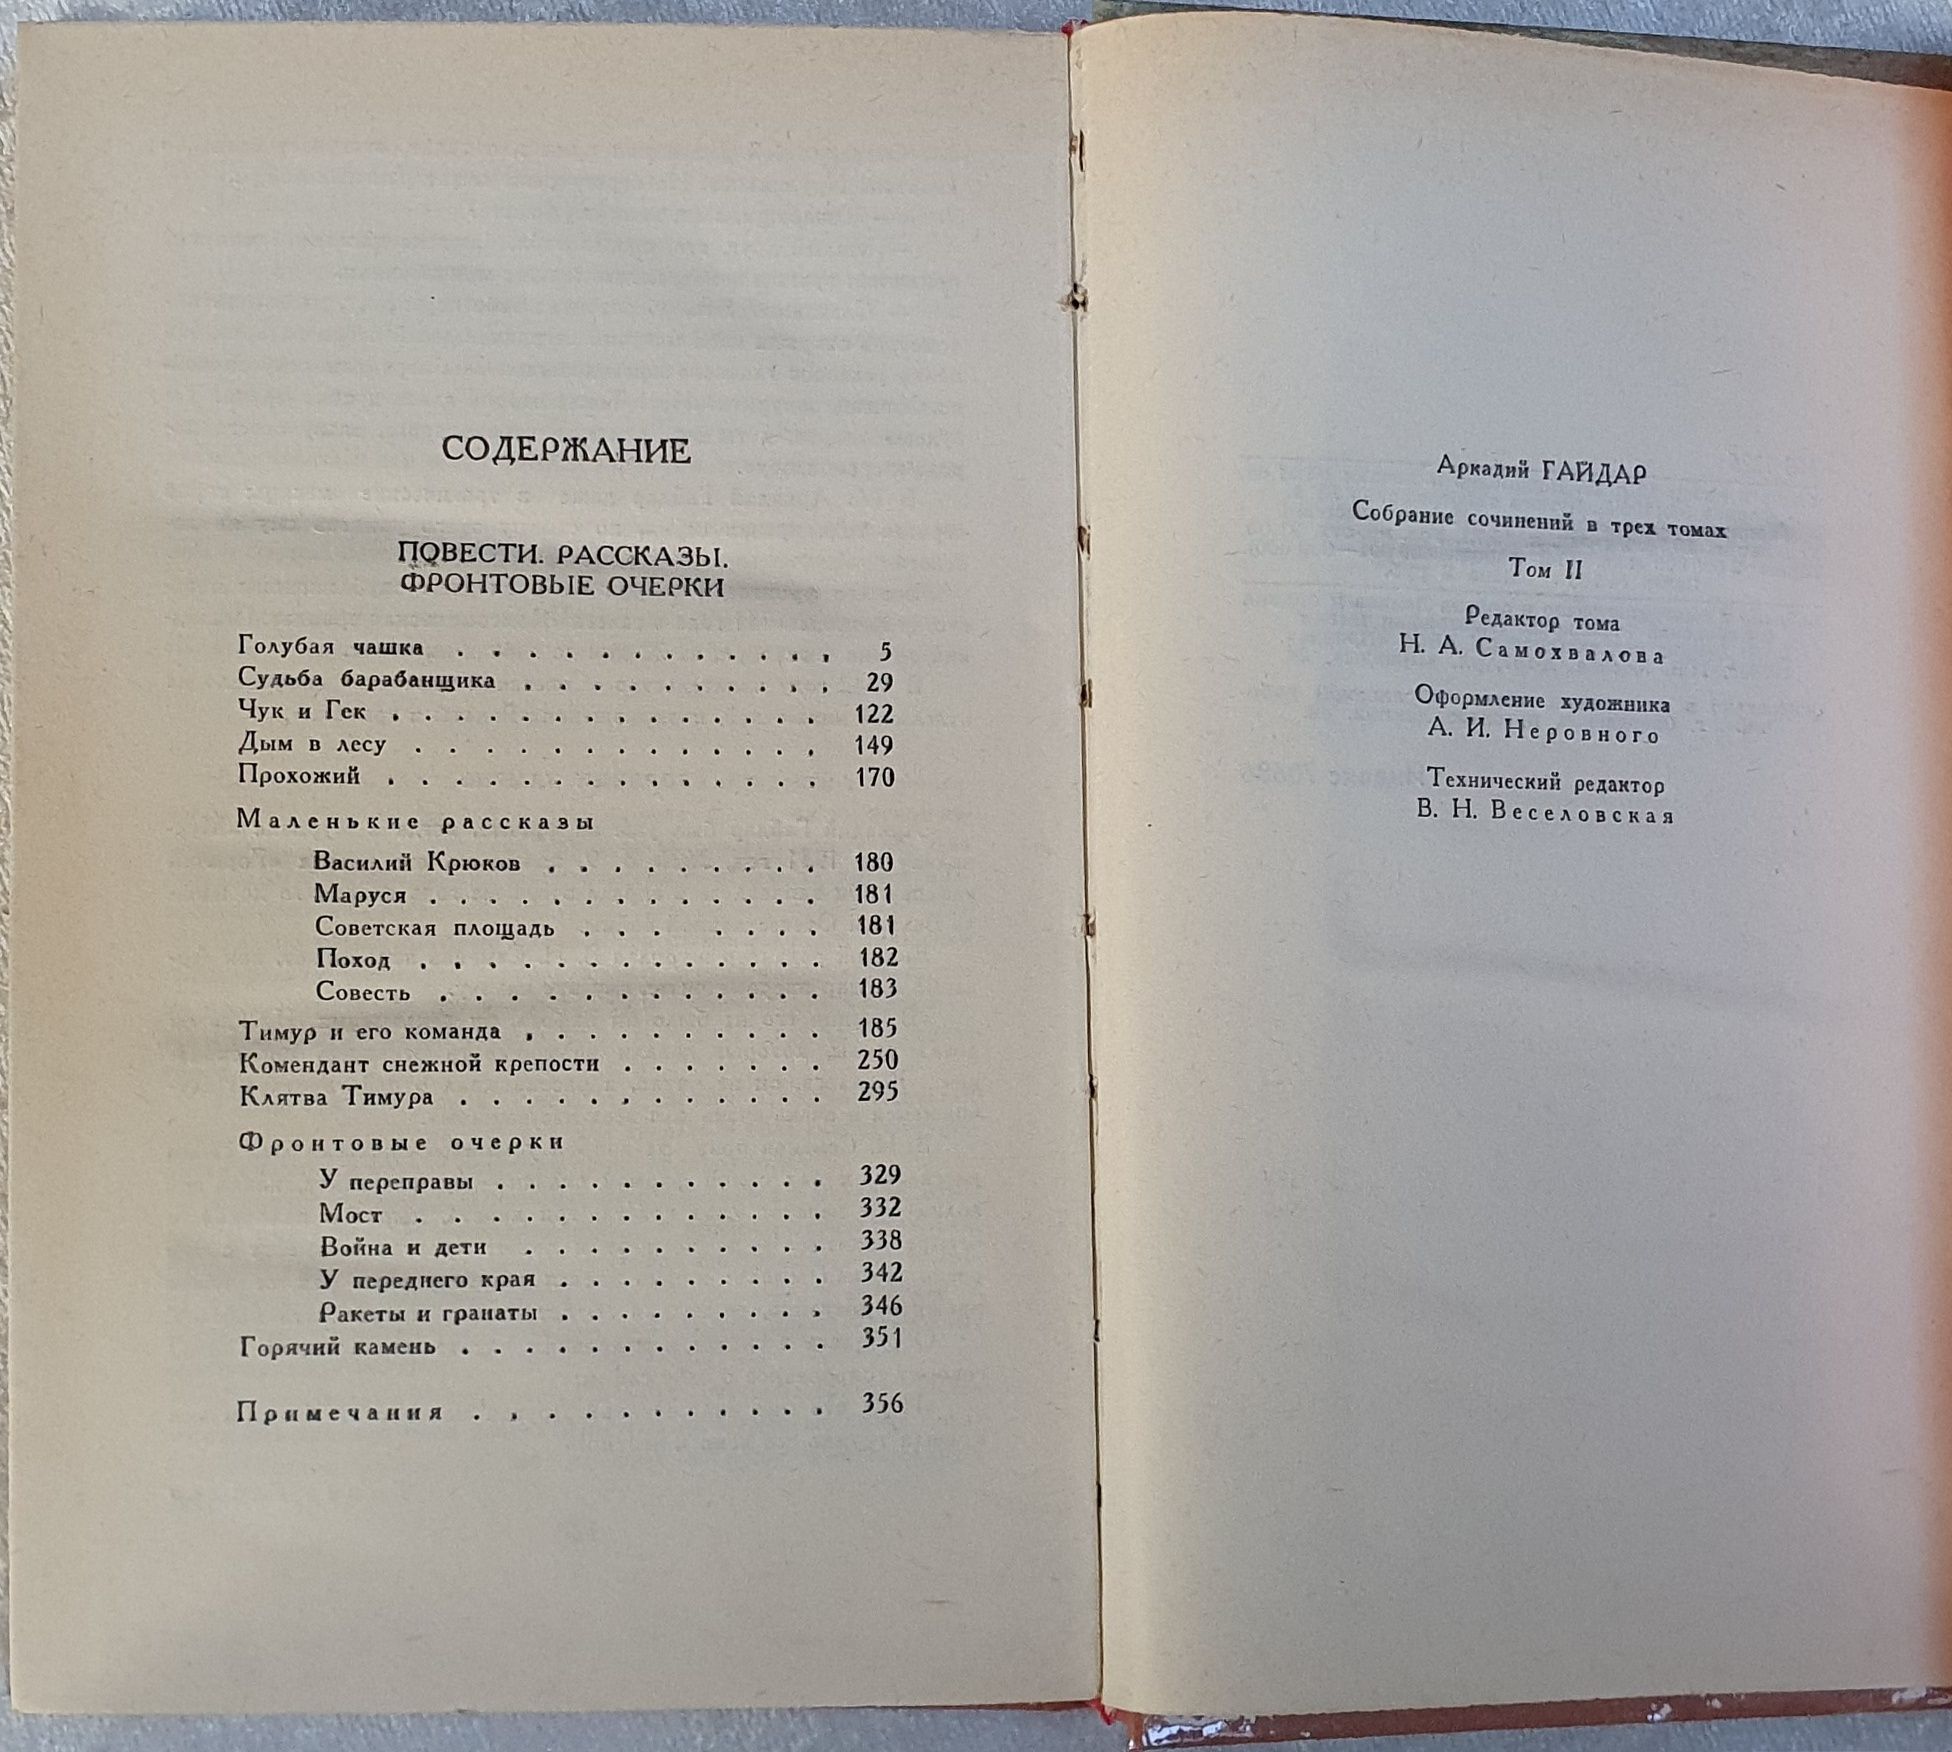 СОДЕРЖАНИЕ
ПОВЕСТИ. РАССКАЗЫ.
ФРОНТОВЫЕ ОЧЕРКИ
Голубая чашка . . . . . . . . . . . 5
Судьба барабанщика . . . . . . . . . 29
Чук и Гек . . . . . . . . . . . . . 122
Дым в лесу . . . . . . . . . . . . 149
Прохожий . . . . . . . . . . . . . 170
Маленькие рассказы
Василий Крюков . . . . . . . . . 180
Маруся . . . . . . . . . . . . 181
Советская площадь . . . . . . . 181
Поход . . . . . . . . . . . . 182
Совесть . . . . . . . . . . . 183
Тимур и его команда . . . . . . . . . 185
Комендант снежной крепости . . . . . . 250
Клятва Тимура . . . . . . . . . . . 295
Фронтовые очерки
У переправы . . . . . . . . . . . 329
Мост . . . . . . . . . . . . 332
Война и дети . . . . . . . . . . 338
У переднего края . . . . . . . . . 342
Ракеты и гранаты . . . . . . . . . 346
Горячий камень . . . . . . . . . . . 351
Примечания . . . . . . . . . . . 356
Аркадий ГАЙДАР
Собрание сочинений в трех томах
Том II
Редактор тома
Н. А. Самохвалова
Оформление художника
А. И. Неровного
Технический редактор
В. Н. Веселовская